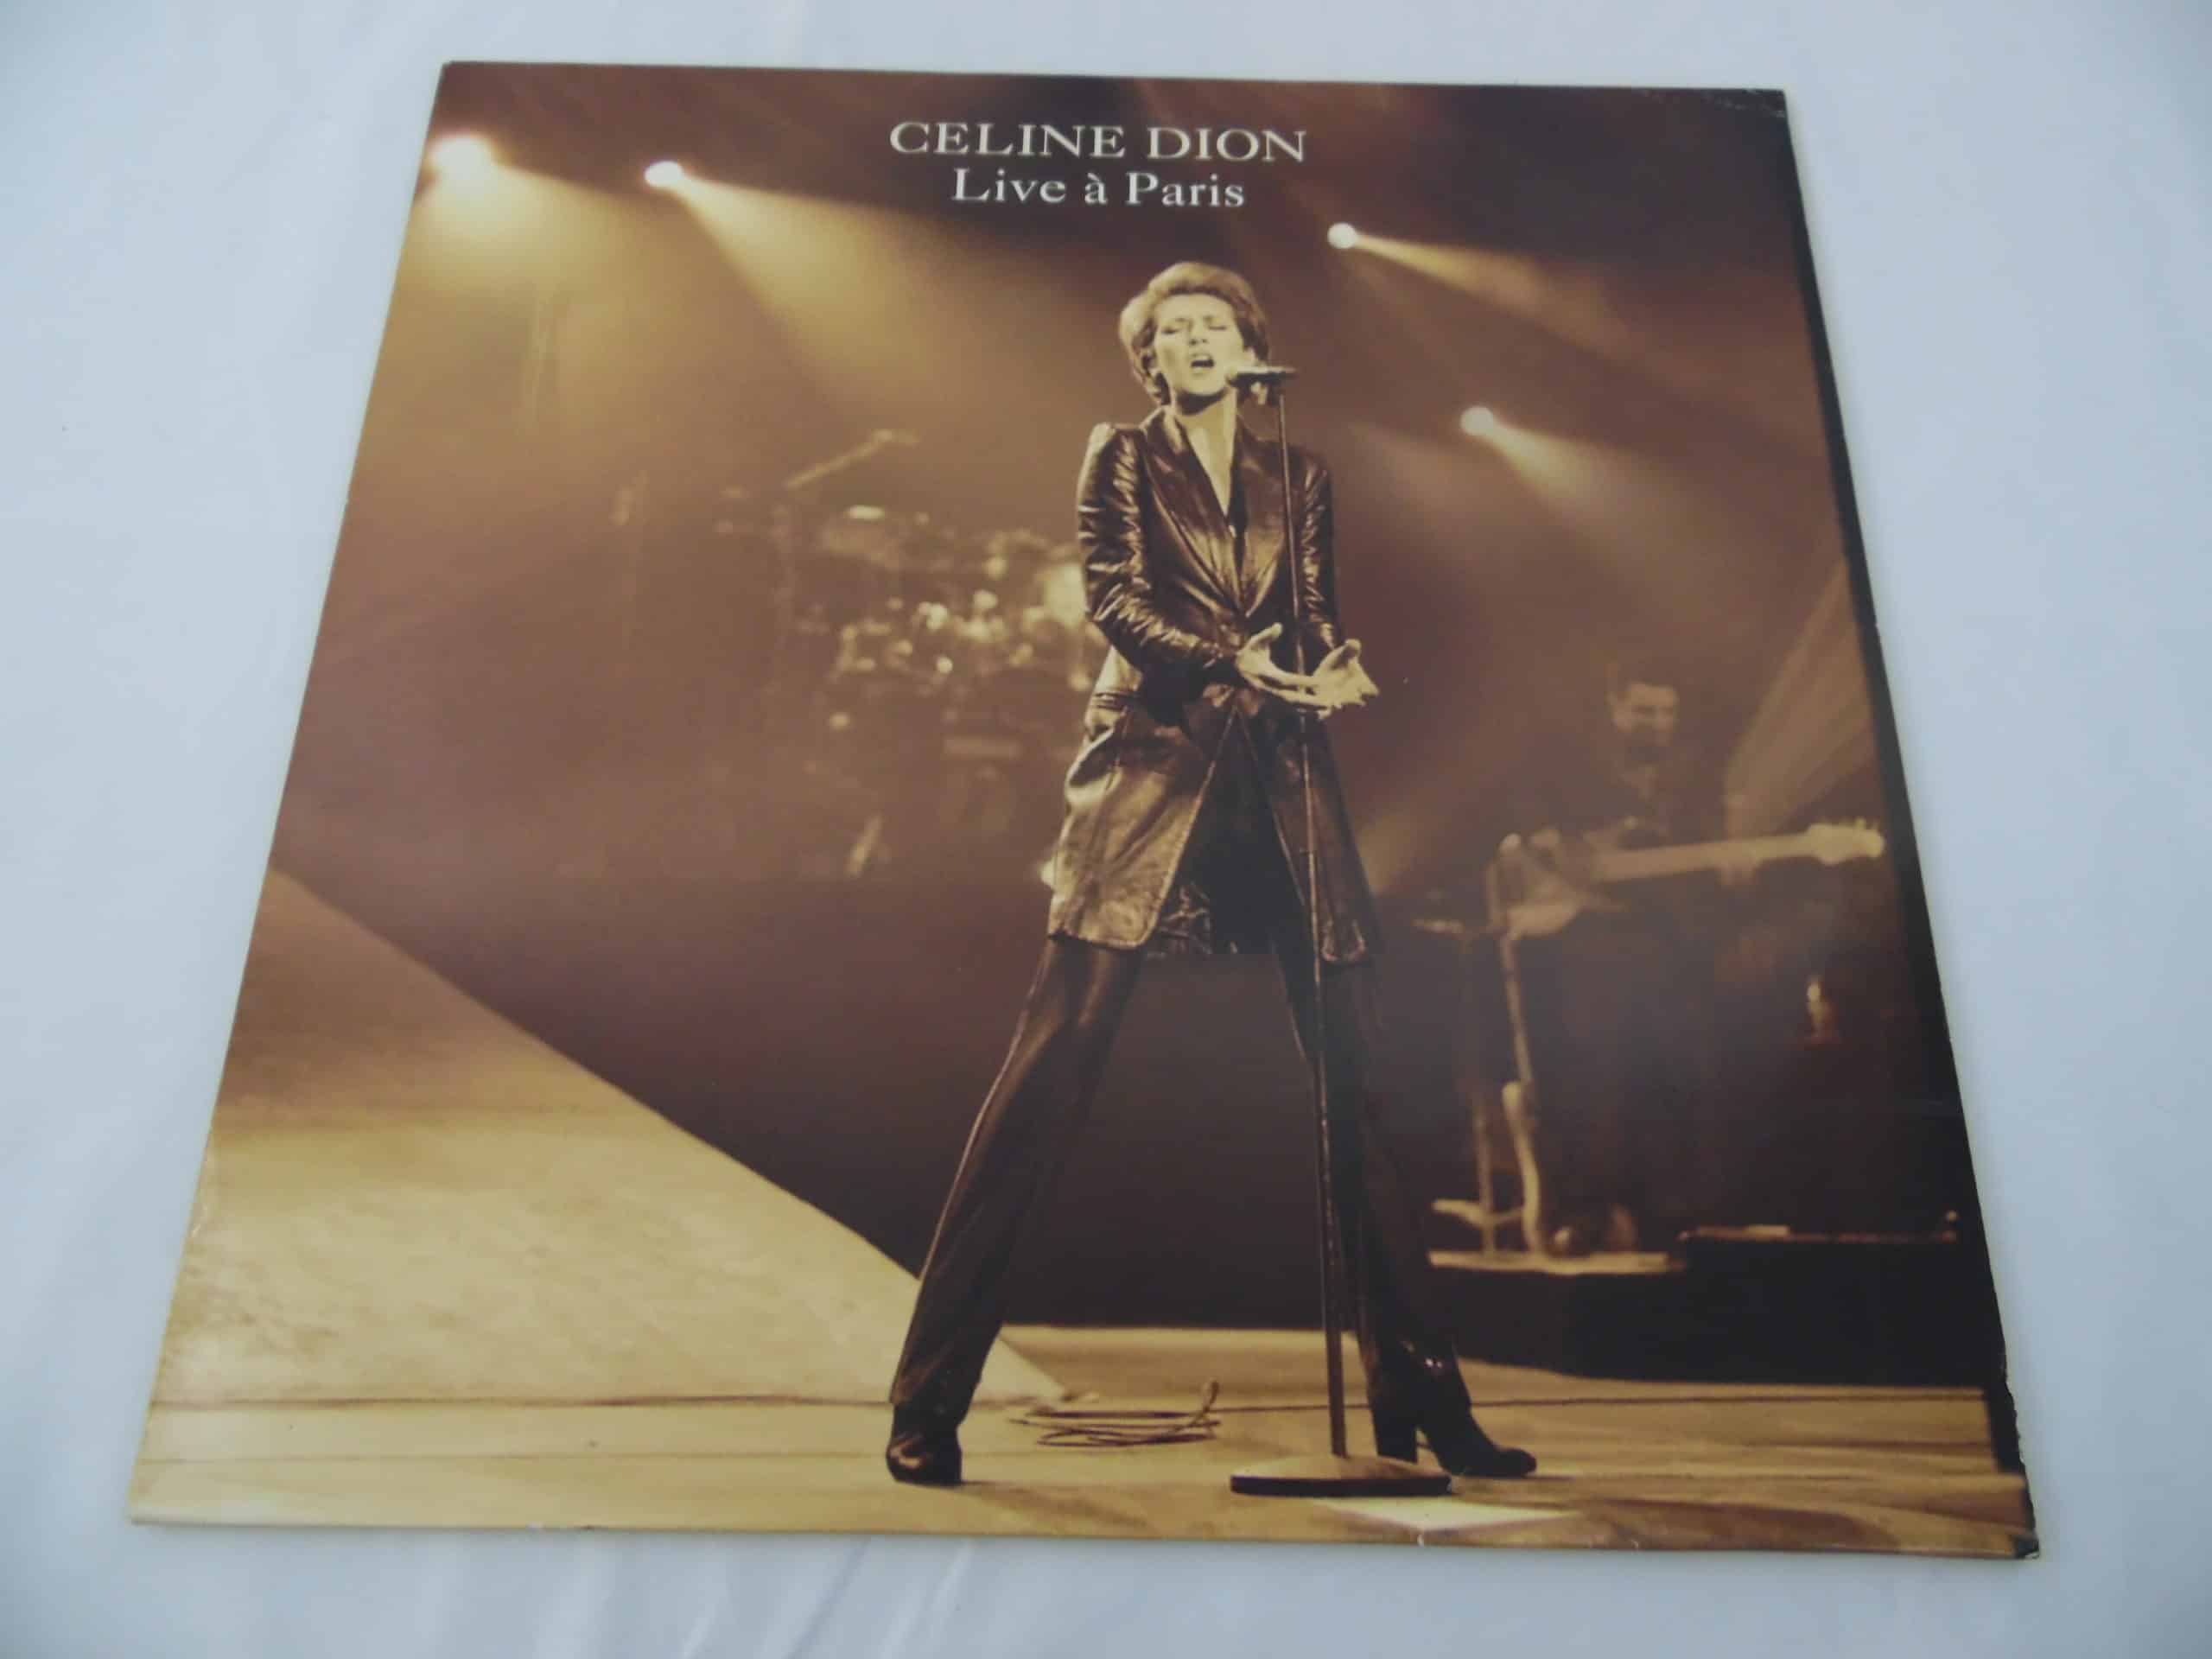 CELINE DION
Live à Paris